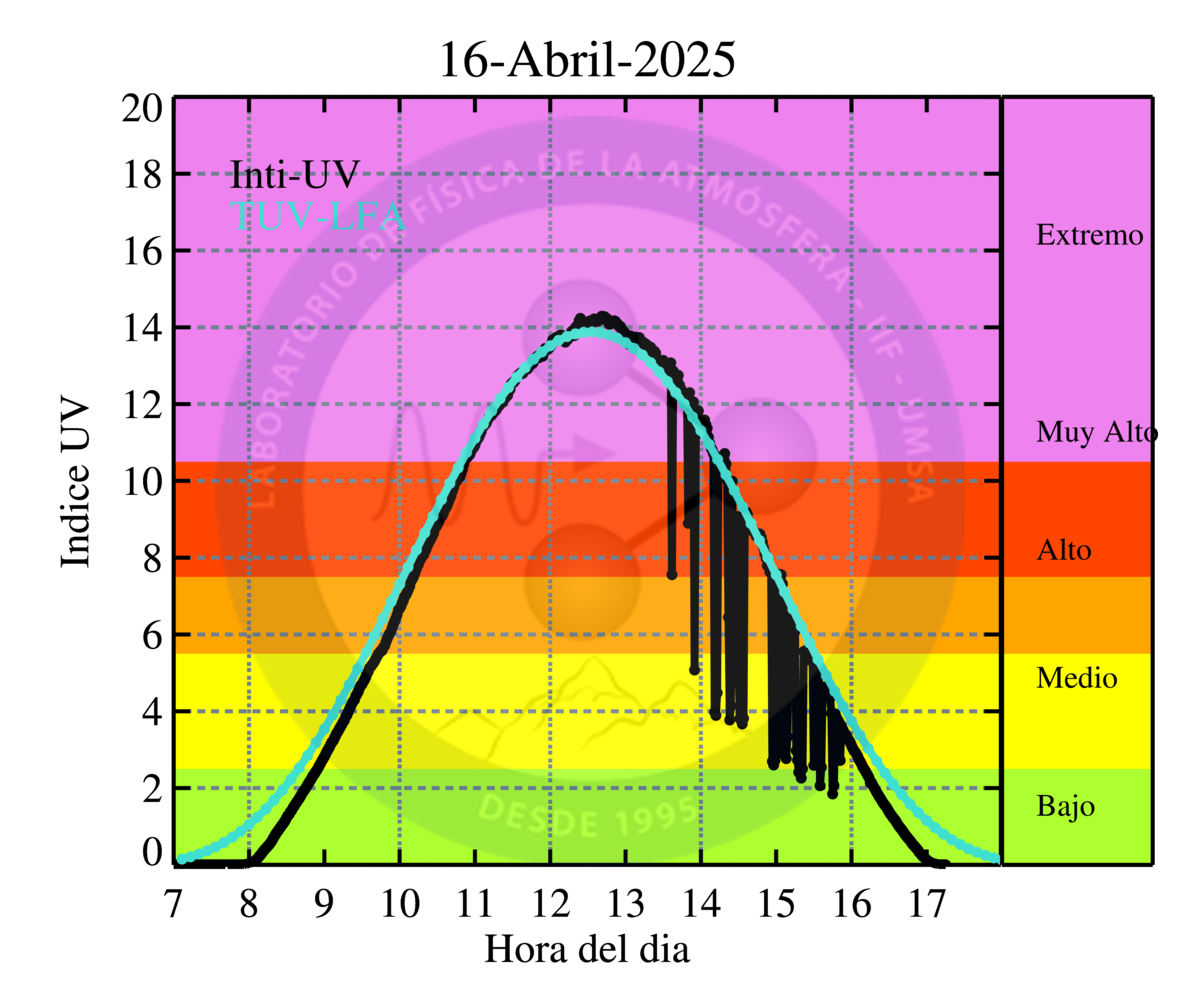 16-Abril-2025
Indice UV
20
18
16
14
12
10
8
6
4
2
0
Inti-UV
TUV-LFA
LABORATORIO DE FÍSICA DE LA ATMÓSFERA - IIF - UMSA
DESDE 1995
Extremo
Muy Alto
Alto
Medio
Bajo
7 8 9 10 11 12 13 14 15 16 17
Hora del dia